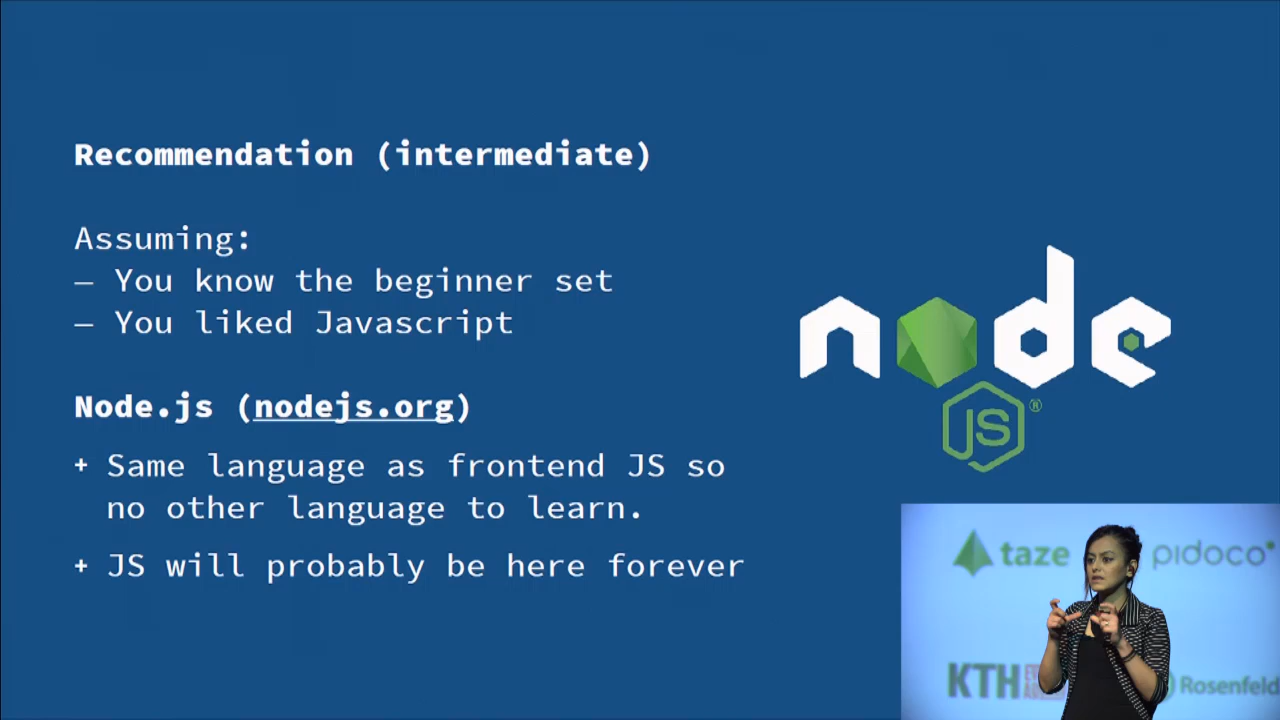 Recommendation (intermediate)
Assuming:
– You know the beginner set
– You liked Javascript
Node.js (nodejs.org)
+ Same language as frontend JS so
no other language to learn.
+ JS will probably be here forever
node
JS®
taze
pidoco
KTH
Rosenfeld